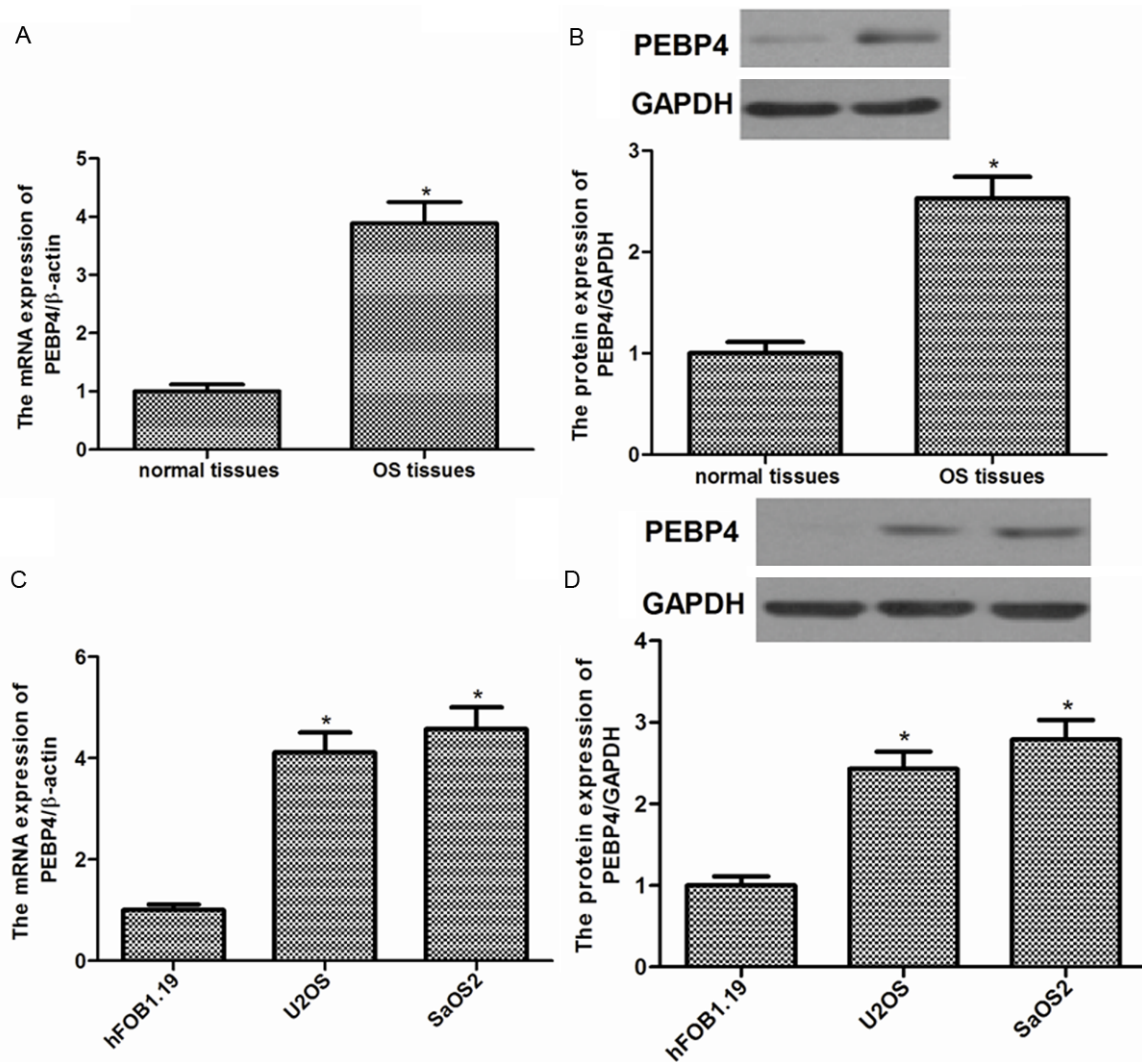 A
The mRNA expression of
PEBP4/β-actin
5
4
3
2
1
0
*
normal tissues
OS tissues
B
PEBP4
GAPDH
The protein expression of
PEBP4/GAPDH
3
2
1
0
*
normal tissues
OS tissues
C
The mRNA expression of
PEBP4/β-actin
6
4
2
0
*
*
hFOB1.19
U2OS
SaOS2
D
PEBP4
GAPDH
The protein expression of
PEBP4/GAPDH
4
3
2
1
0
*
*
hFOB1.19
U2OS
SaOS2